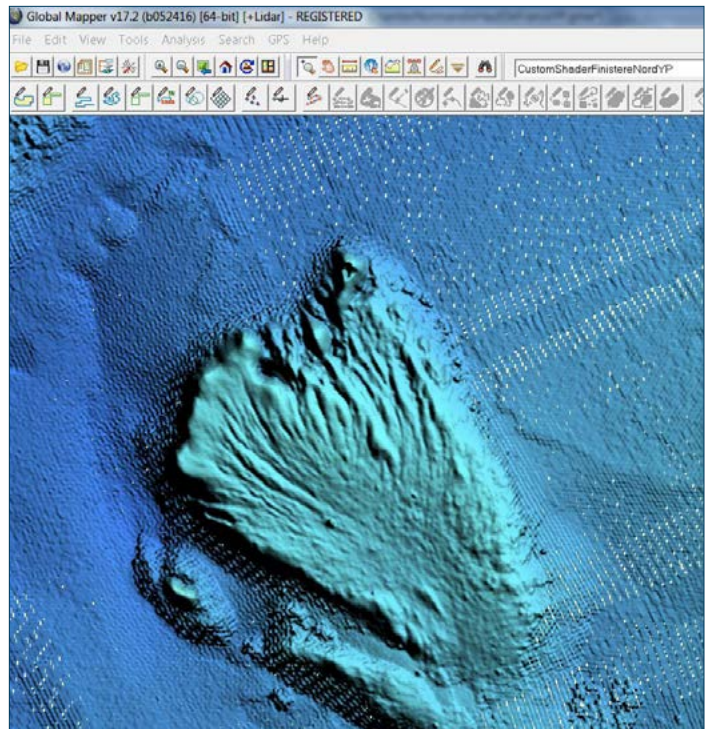 Global Mapper v17.2 (b052416) [64-bit] [+Lidar] - REGISTERED
File Edit View Tools Analysis Search GPS Help
CustomShaderFinistereNordYP